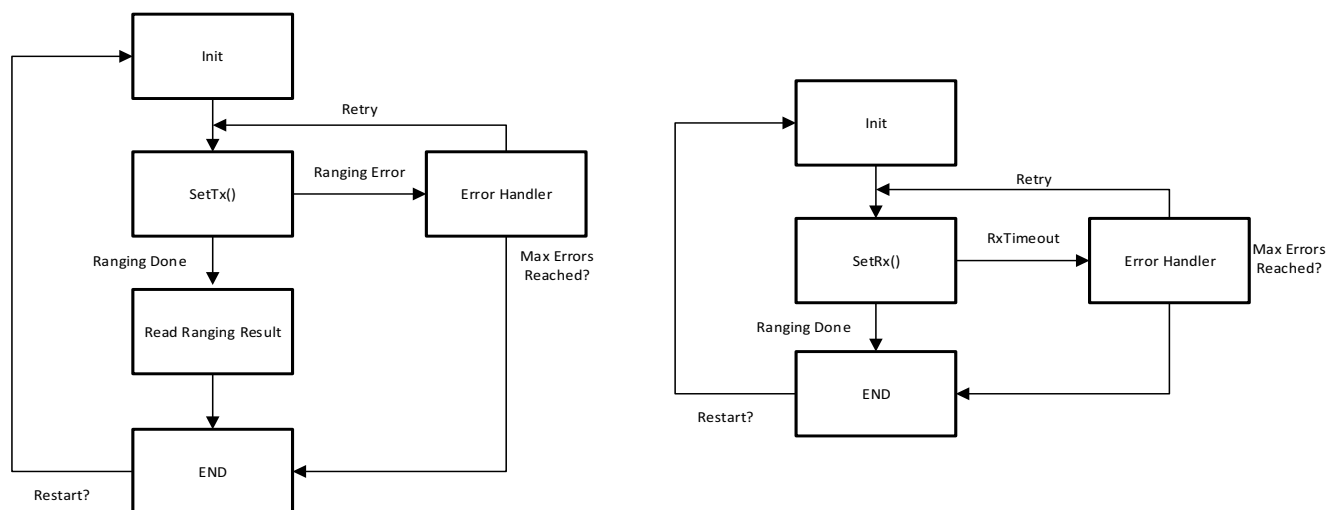 Init
Retry
SetTx()
Ranging Error
Error Handler
Ranging Done
Max Errors
Reached?
Read Ranging Result
END
Restart?
Init
Retry
SetRx()
RxTimeout
Error Handler
Max Errors
Reached?
Ranging Done
END
Restart?